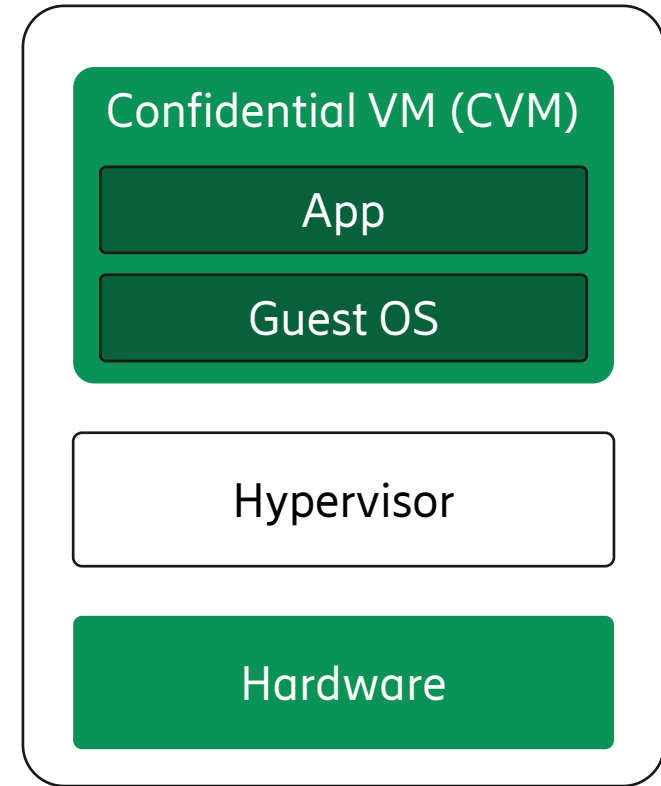 Confidential VM (CVM)
App
Guest OS
Hypervisor
Hardware